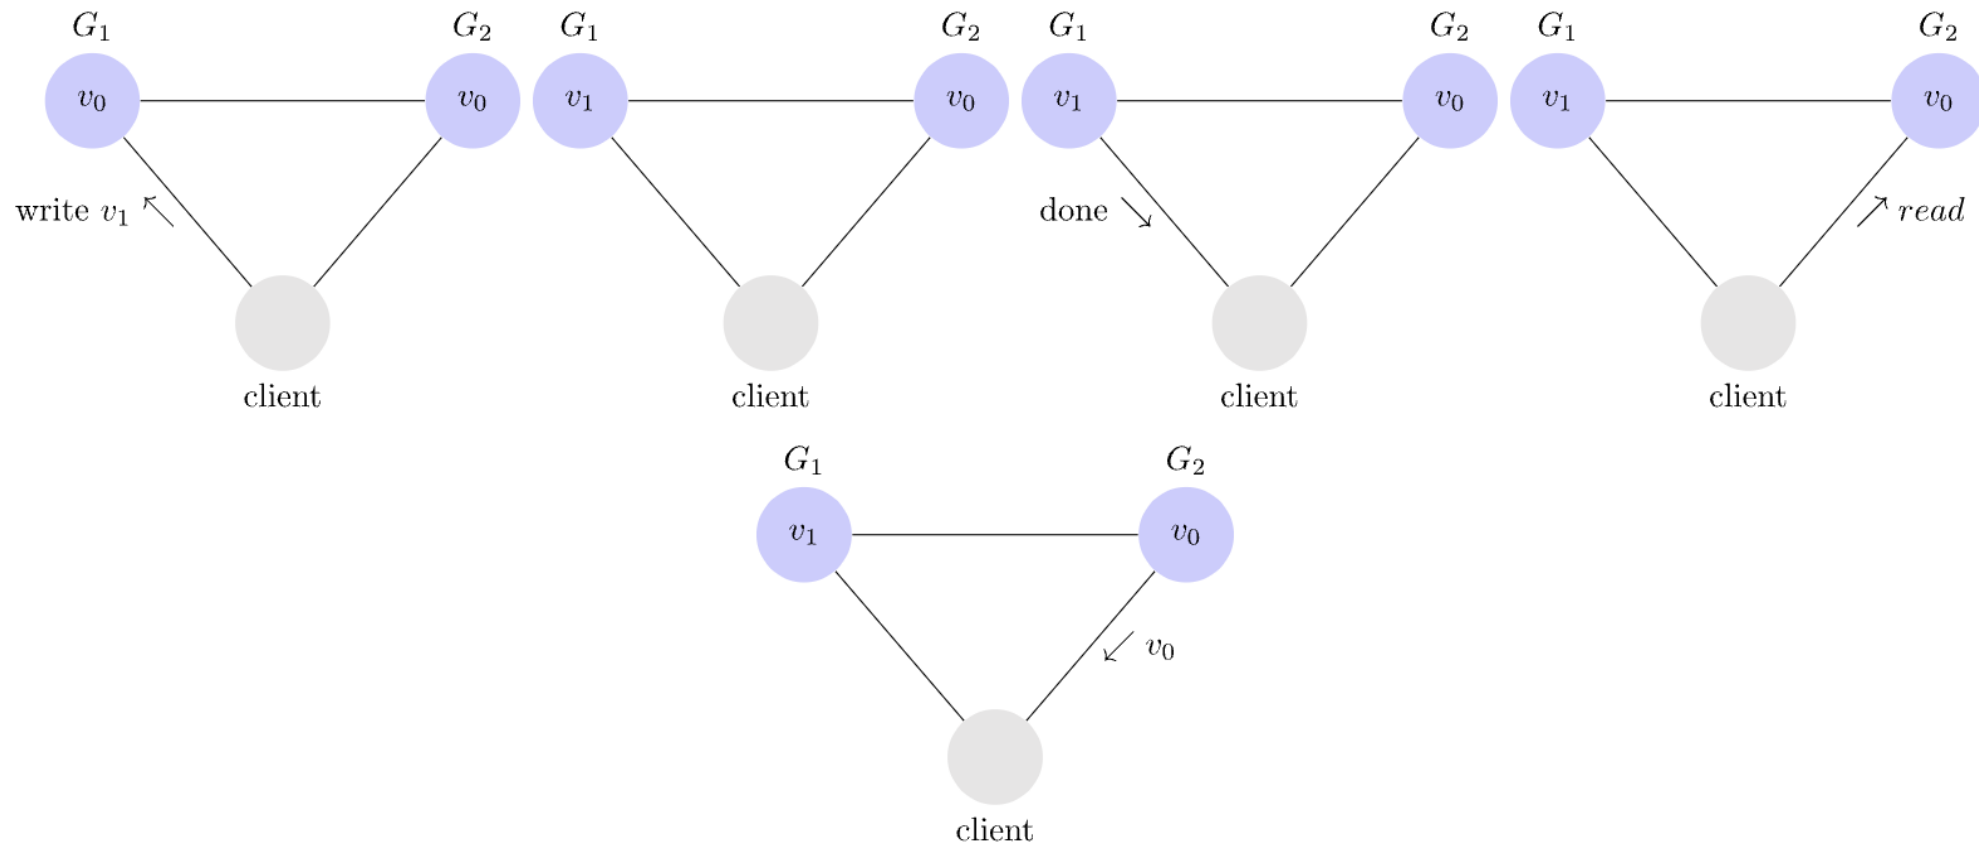 G₁ G₂ G₁ G₂ G₁ G₂ G₁ G₂
v₀ v₀ v₁ v₀ v₁ v₀ v₁ v₀
write v₁ done read
client client client client
G₁ G₂
v₁ v₀
v₀
client